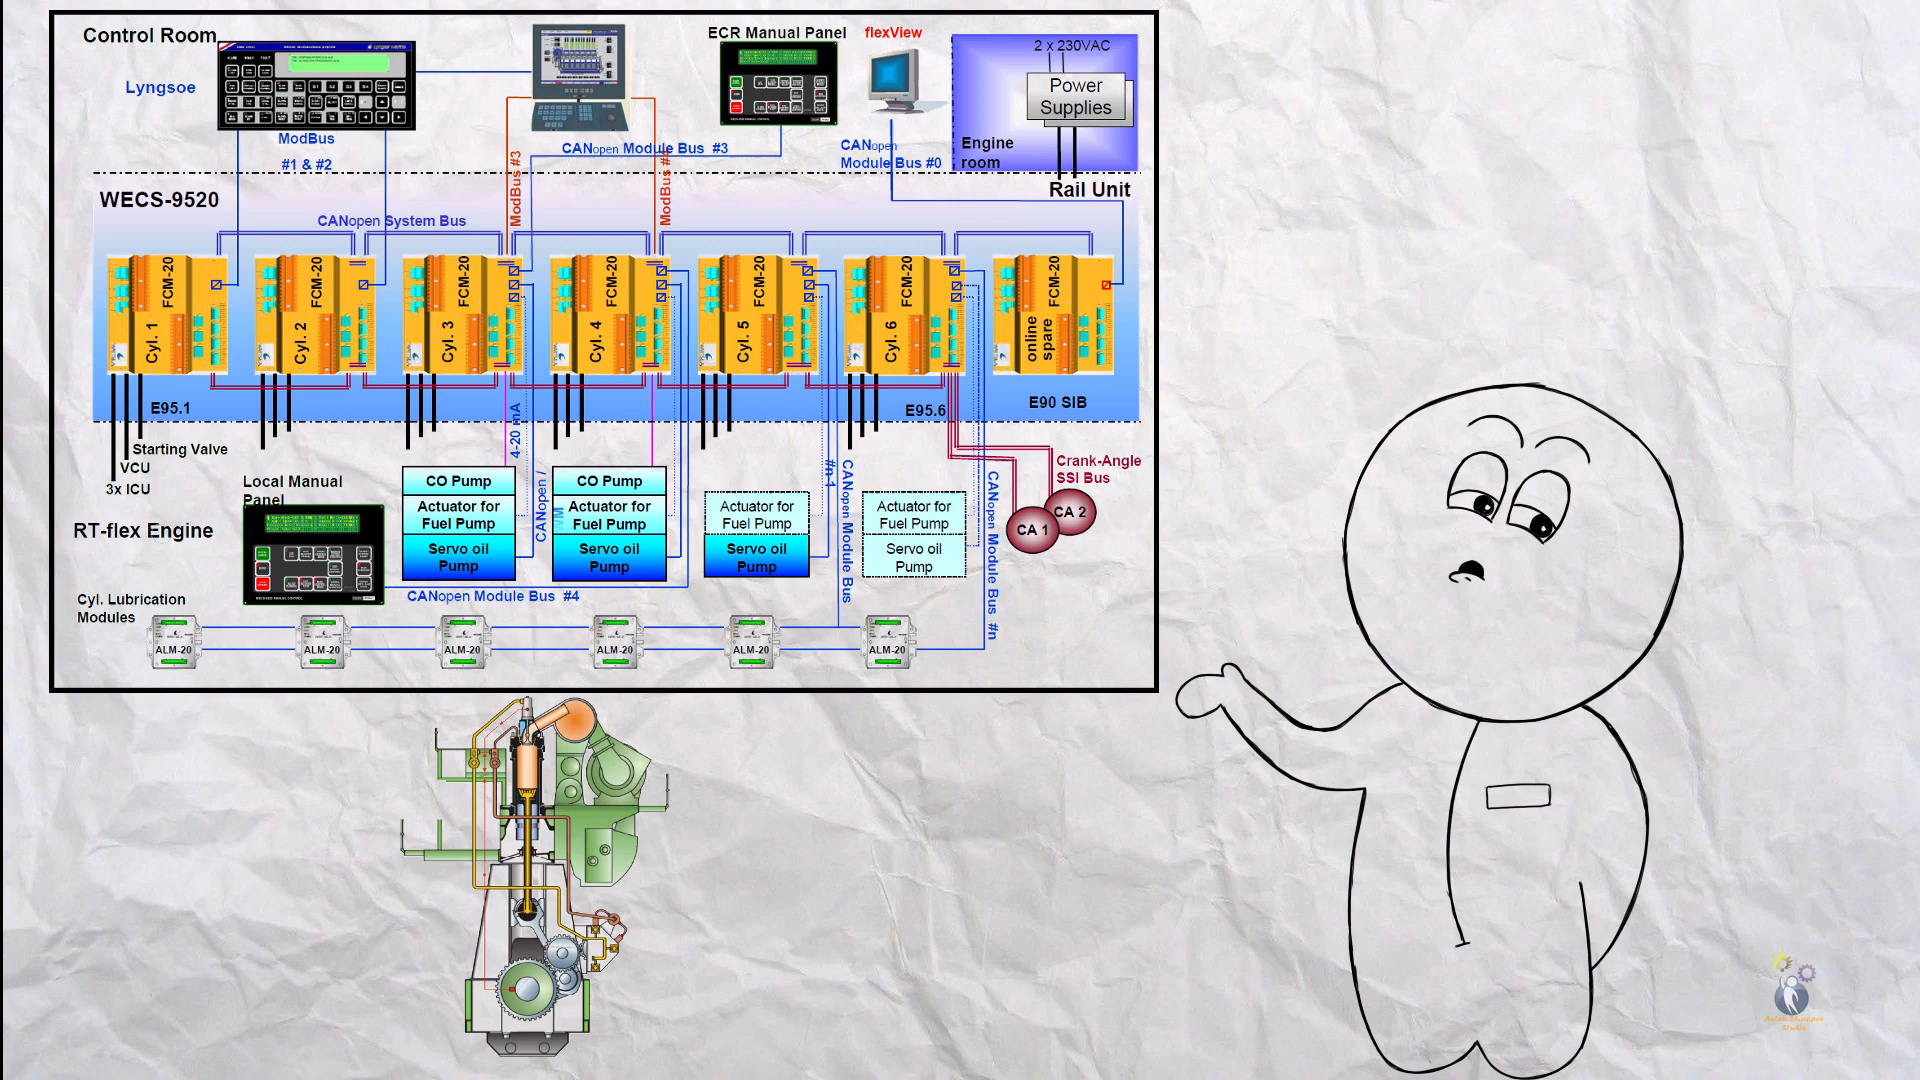 Control Room
Lyngsoe
ModBus
#1 & #2
ECR Manual Panel
flexView
2 x 230VAC
Power
Supplies
Engine
room
CANopen Module Bus #3
CANopen
Module Bus #0
ModBus #3
ModBus #4
Rail Unit
WECS-9520
CANopen System Bus
FCM-20
Cyl. 1
FCM-20
Cyl. 2
FCM-20
Cyl. 3
FCM-20
Cyl. 4
FCM-20
Cyl. 5
FCM-20
Cyl. 6
FCM-20
online
spare
E95.1
E95.6
E90 SIB
Starting Valve
VCU
3x ICU
4-20 mA
CANopen /
#n-1
CANopen Module Bus
CANopen Module Bus #n
Crank-Angle
SSI Bus
CA 1
CA 2
Local Manual
Panel
RT-flex Engine
CO Pump
Actuator for
Fuel Pump
Servo oil
Pump
CO Pump
Actuator for
Fuel Pump
Servo oil
Pump
Actuator for
Fuel Pump
Servo oil
Pump
Actuator for
Fuel Pump
Servo oil
Pump
CANopen Module Bus #4
Cyl. Lubrication
Modules
ALM-20
ALM-20
ALM-20
ALM-20
ALM-20
ALM-20